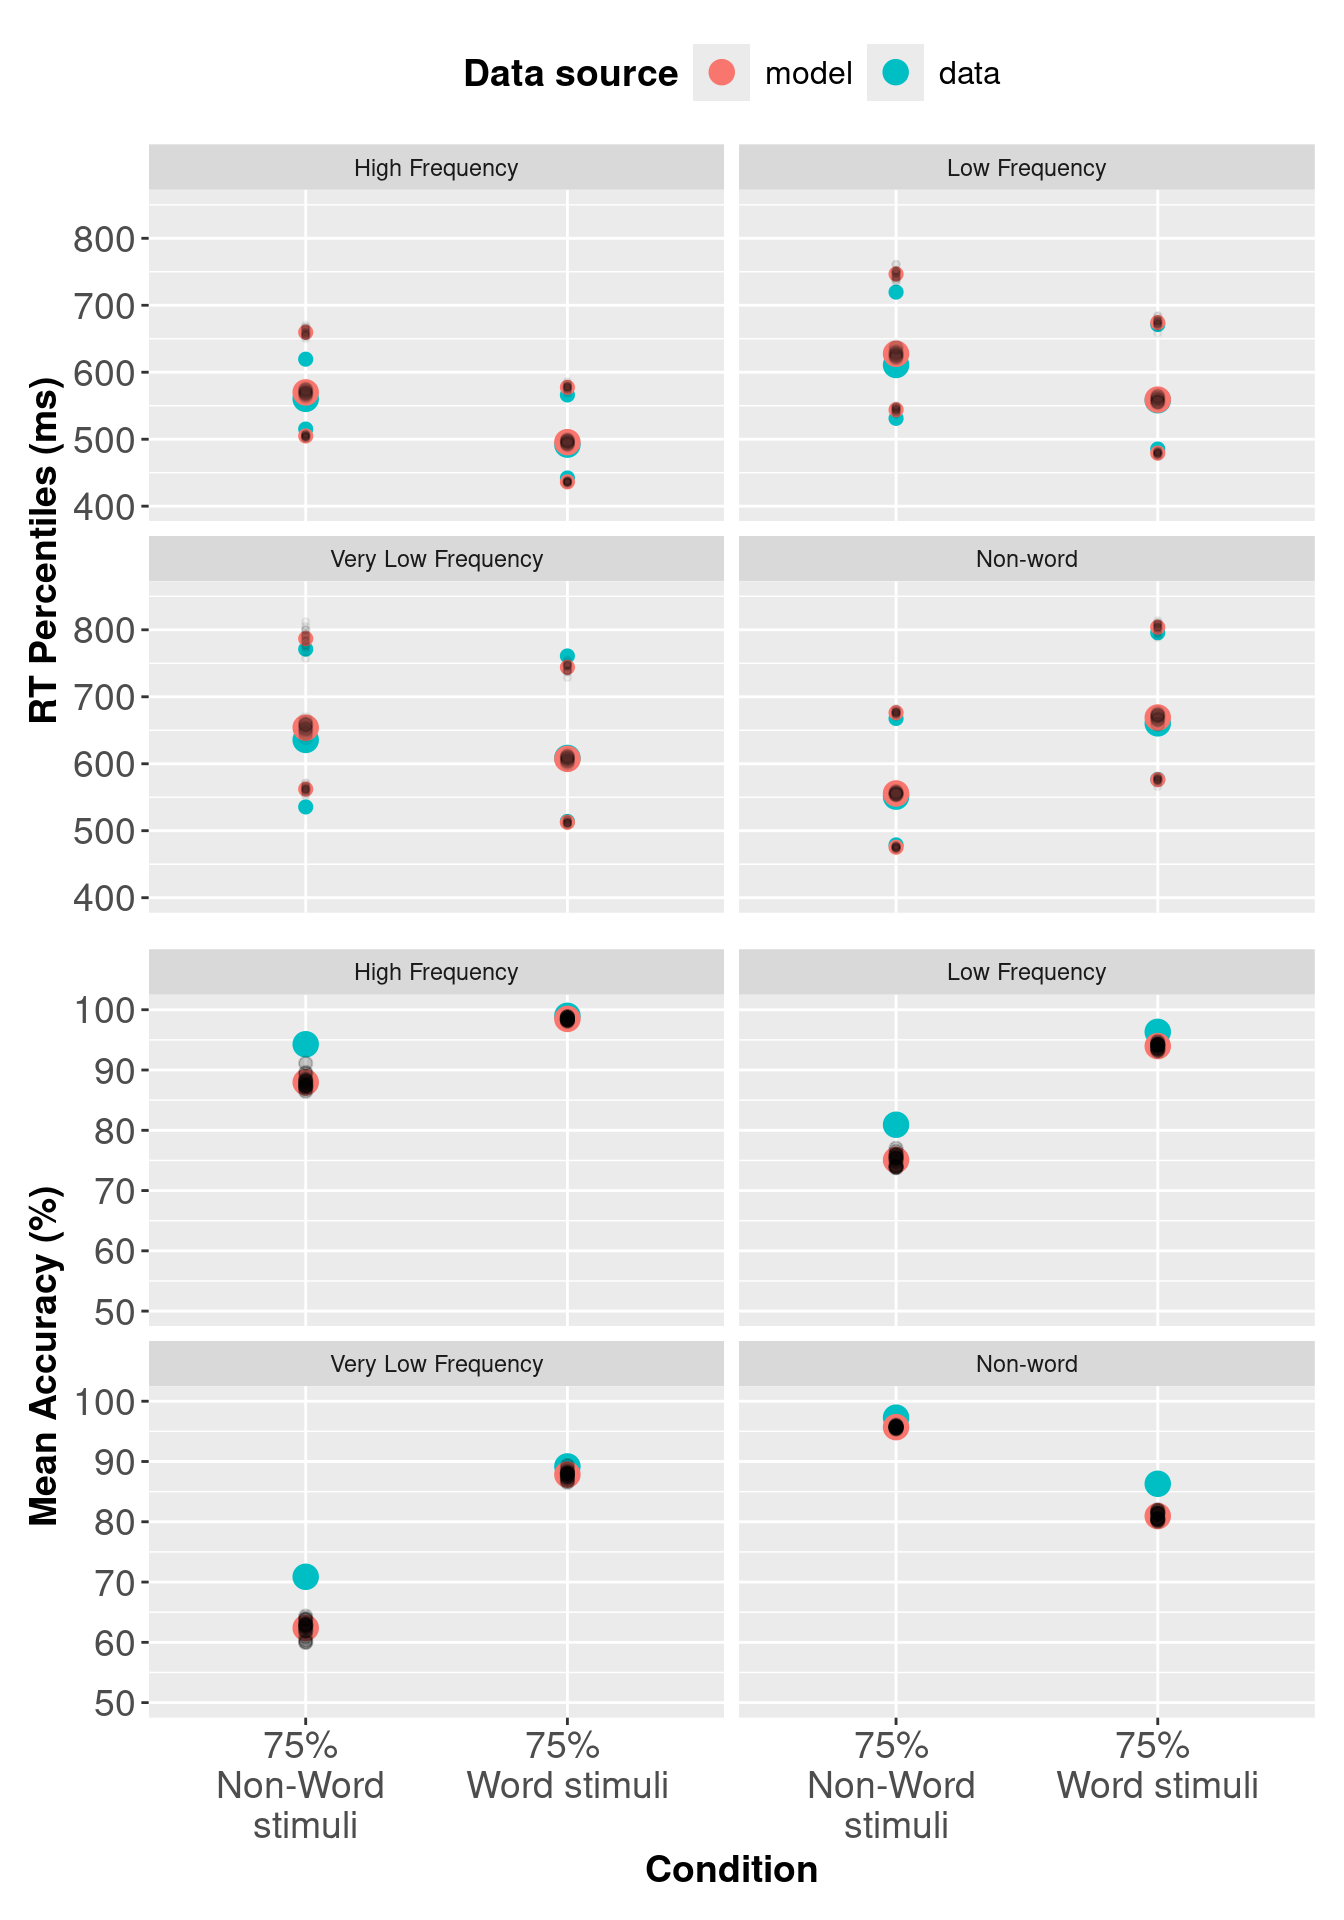 Data source model data
High Frequency Low Frequency
800
700
600
500
400
Very Low Frequency Non-word
800
700
600
500
400
RT Percentiles (ms)
High Frequency Low Frequency
100
90
80
70
60
50
Very Low Frequency Non-word
100
90
80
70
60
50
Mean Accuracy (%)
75% 75% 75% 75%
Non-Word Word stimuli Non-Word Word stimuli
stimuli stimuli
Condition